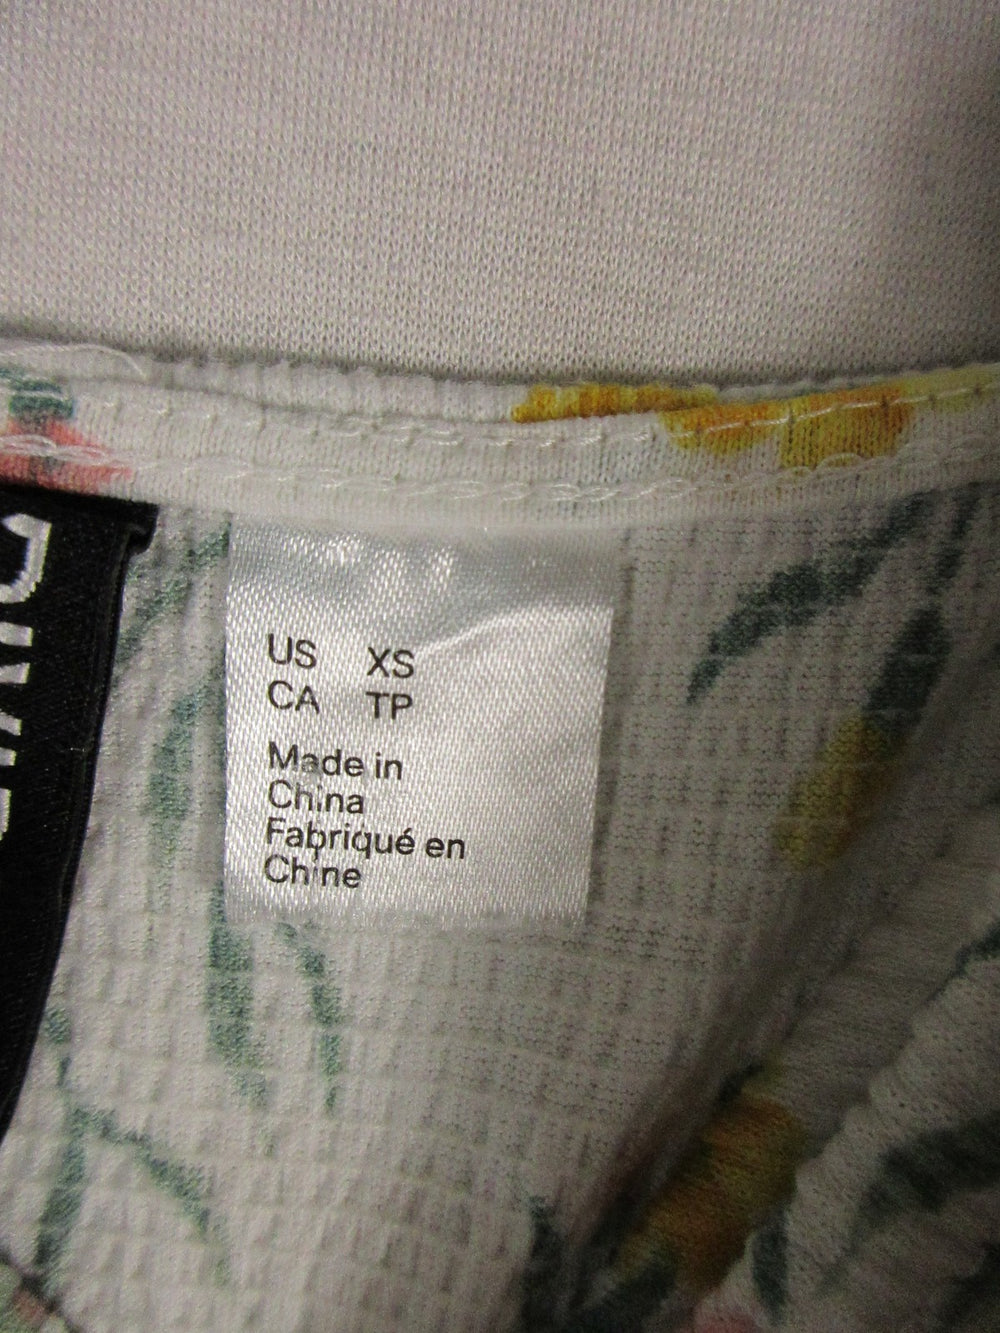 US XS
CA TP
Made in
China
Fabriqué en
Chine